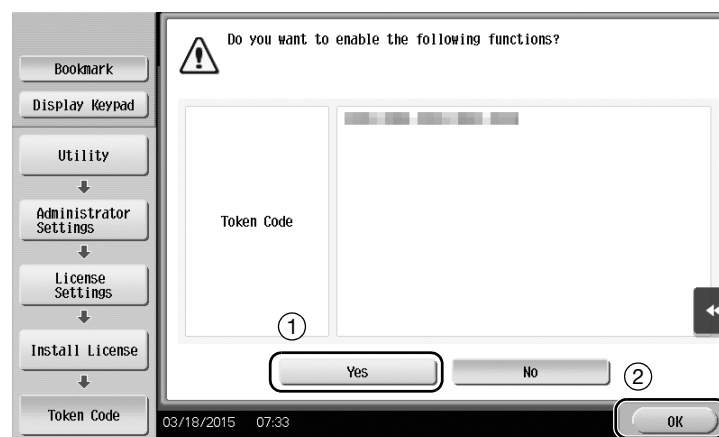 Do you want to enable the following functions?
Bookmark
Display Keypad
Utility
Administrator
Settings
License
Settings
Install License
Token Code
Token Code
①
Yes
No
②
03/18/2015 07:33
OK